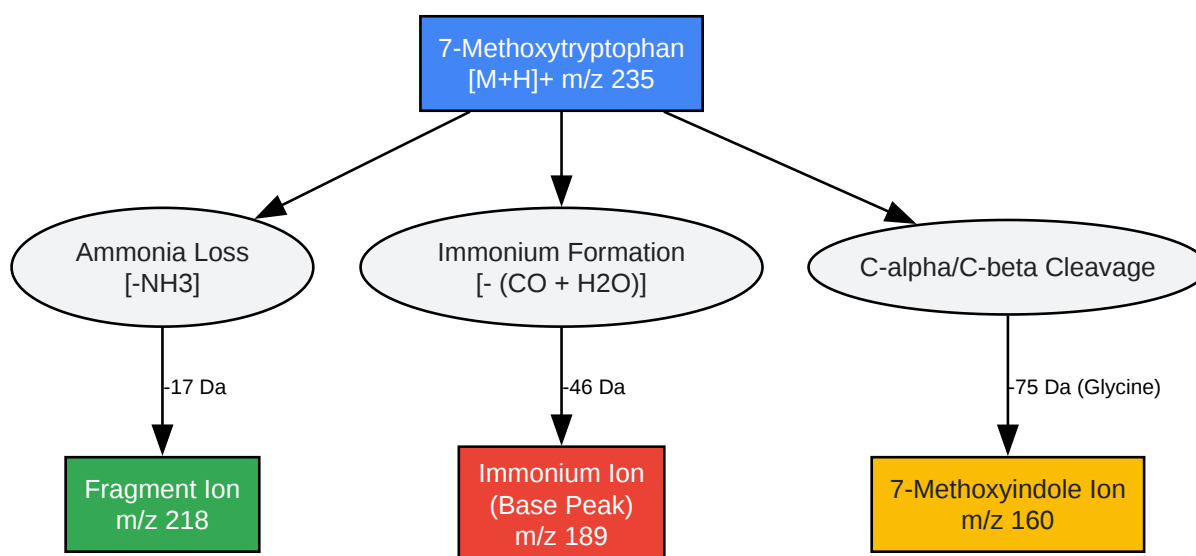 7-Methoxytryptophan
[M+H]+ m/z 235
Ammonia Loss
[-NH3]
Immonium Formation
[- (CO + H2O)]
C-alpha/C-beta Cleavage
-17 Da
-46 Da
-75 Da (Glycine)
Fragment Ion
m/z 218
Immonium Ion
(Base Peak)
m/z 189
7-Methoxyindole Ion
m/z 160